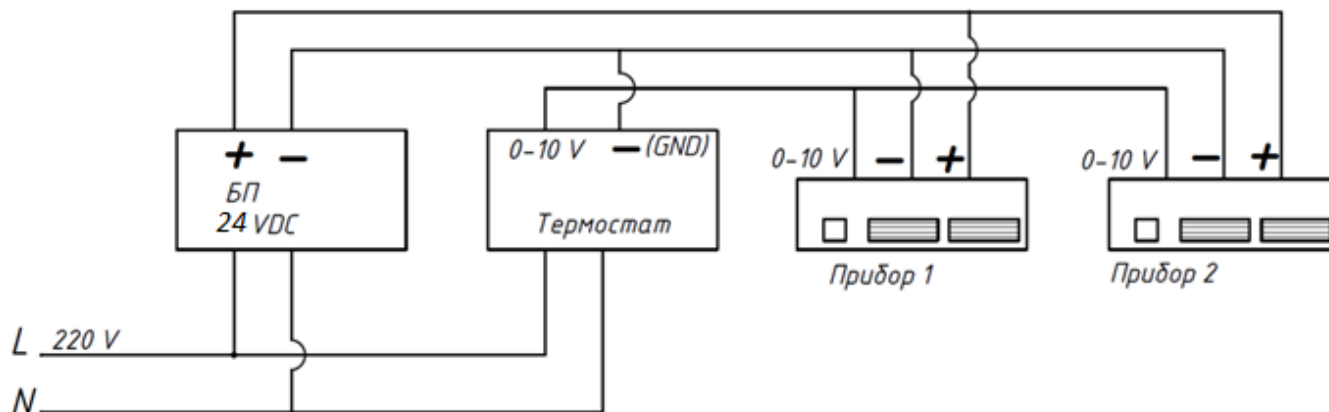 + −
БП
24 VDC
0-10 V − (GND)
Термостат
0-10 V − +
Прибор 1
0-10 V − +
Прибор 2
L 220 V
N